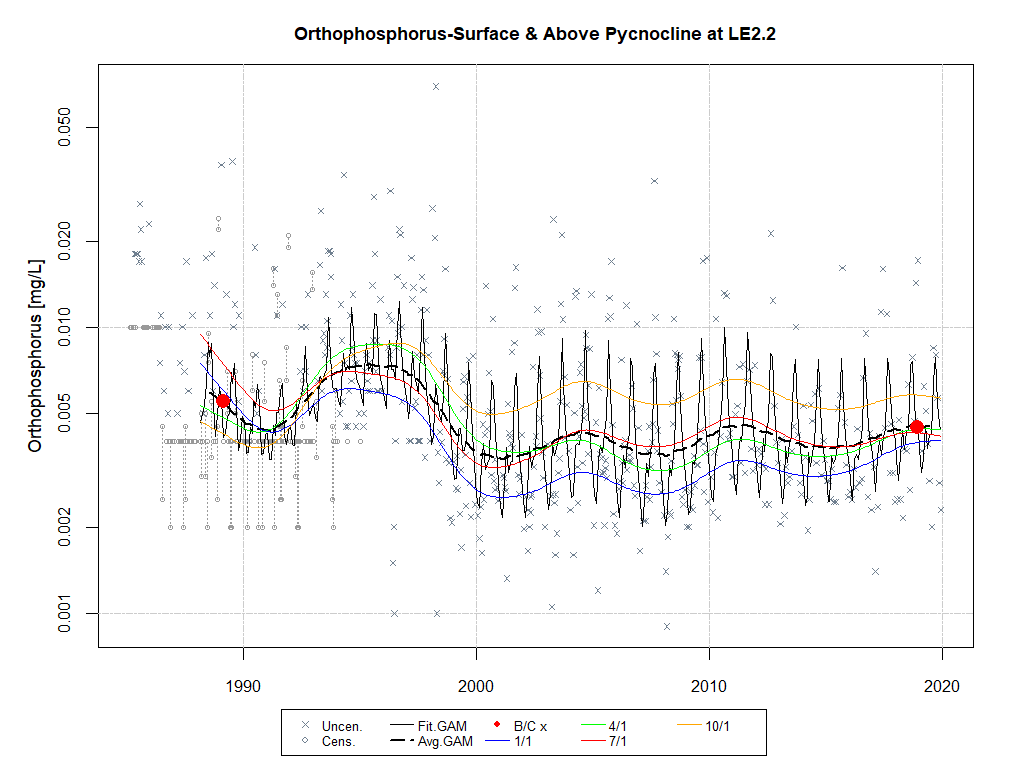 Orthophosphorus-Surface & Above Pycnocline at LE2.2
Orthophosphorus [mg/L]
0.050
0.020
0.010
0.005
0.002
0.001
1990 2000 2010 2020
Uncen. Fit.GAM B/C x 4/1 10/1
Cens. Avg.GAM 1/1 7/1